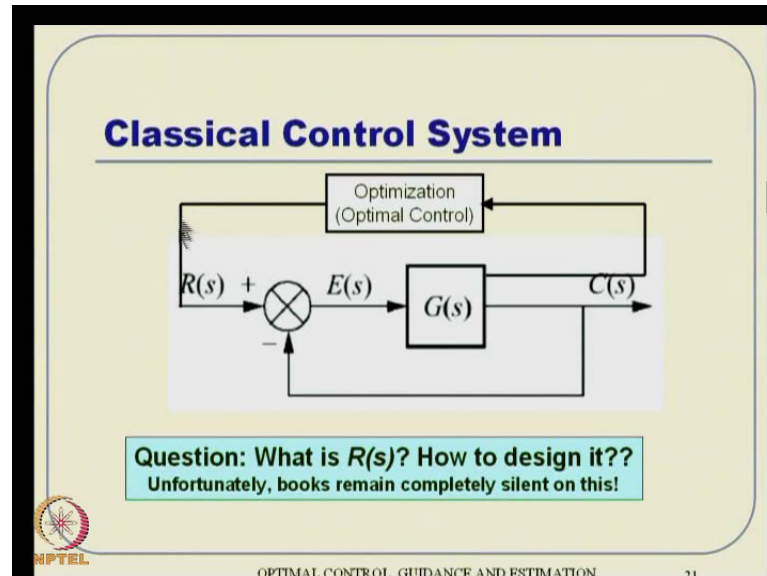 Classical Control System
Optimization
(Optimal Control)
R(s) +
E(s)
G(s)
C(s)
−
Question: What is R(s)? How to design it??
Unfortunately, books remain completely silent on this!
NPTEL
OPTIMAL CONTROL, GUIDANCE AND ESTIMATION
21